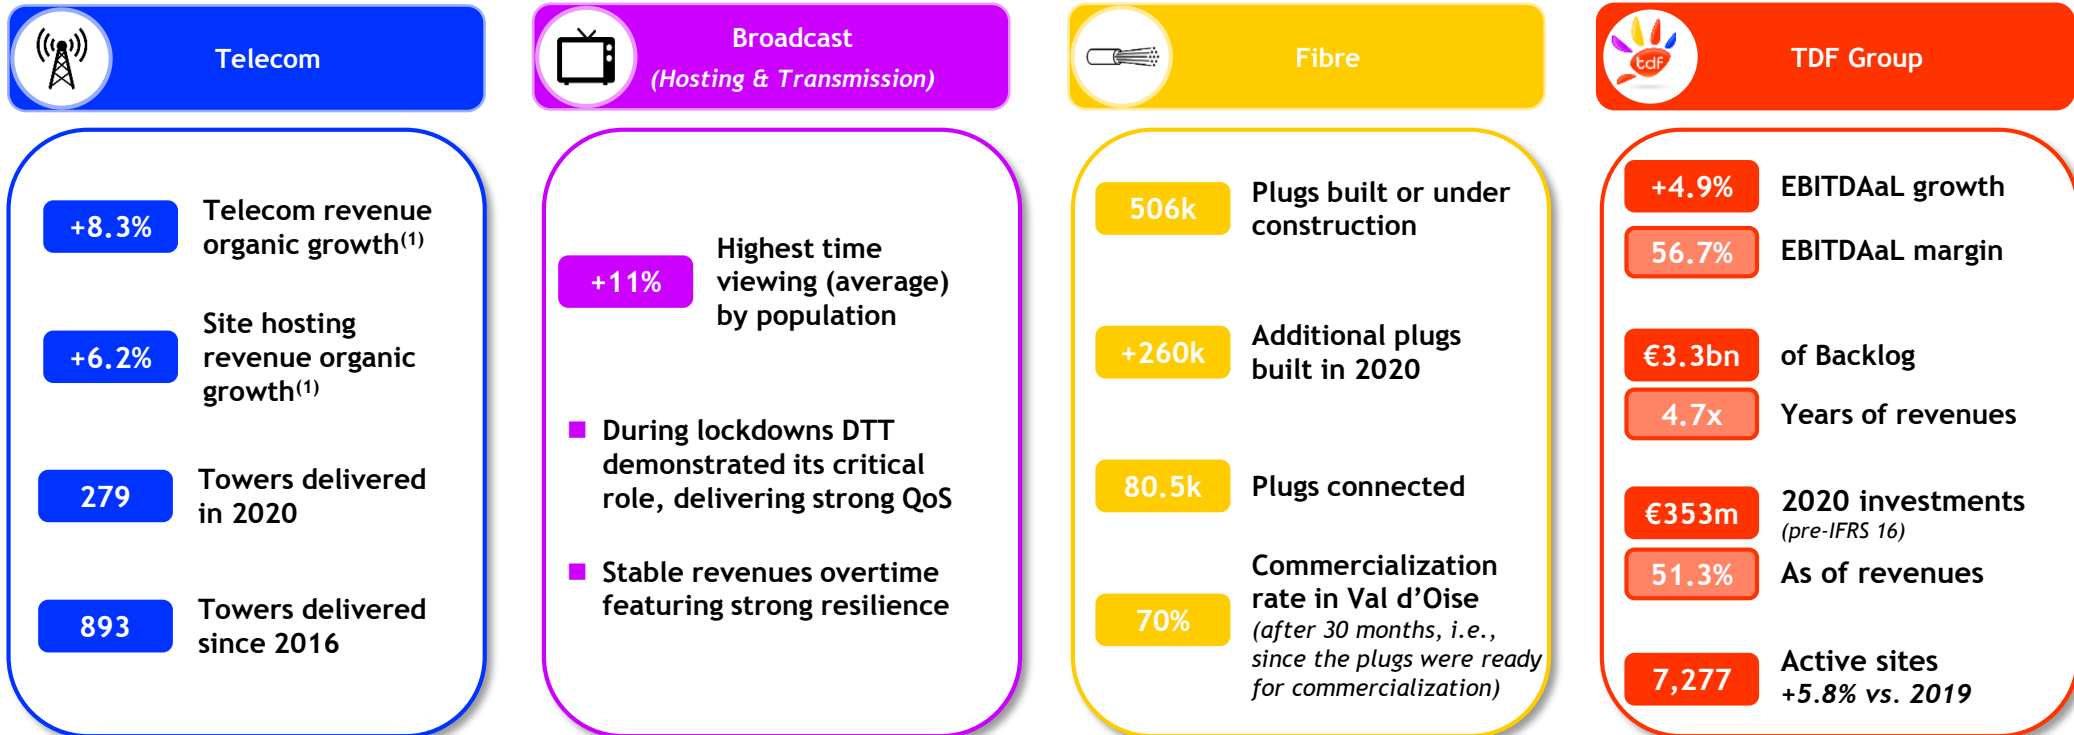 Telecom
+8.3%
Telecom revenue
organic growth(1)
+6.2%
Site hosting
revenue organic
growth(1)
279
Towers delivered
in 2020
893
Towers delivered
since 2016
Broadcast
(Hosting & Transmission)
+11%
Highest time
viewing (average)
by population
During lockdowns DTT
demonstrated its critical
role, delivering strong QoS
Stable revenues overtime
featuring strong resilience
Fibre
506k
Plugs built or under
construction
+260k
Additional plugs
built in 2020
80.5k
Plugs connected
70%
Commercialization
rate in Val d’Oise
(after 30 months, i.e.,
since the plugs were ready
for commercialization)
tdf
TDF Group
+4.9%
EBITDAaL growth
56.7%
EBITDAaL margin
€3.3bn
of Backlog
4.7x
Years of revenues
€353m
2020 investments
(pre-IFRS 16)
51.3%
As of revenues
7,277
Active sites
+5.8% vs. 2019